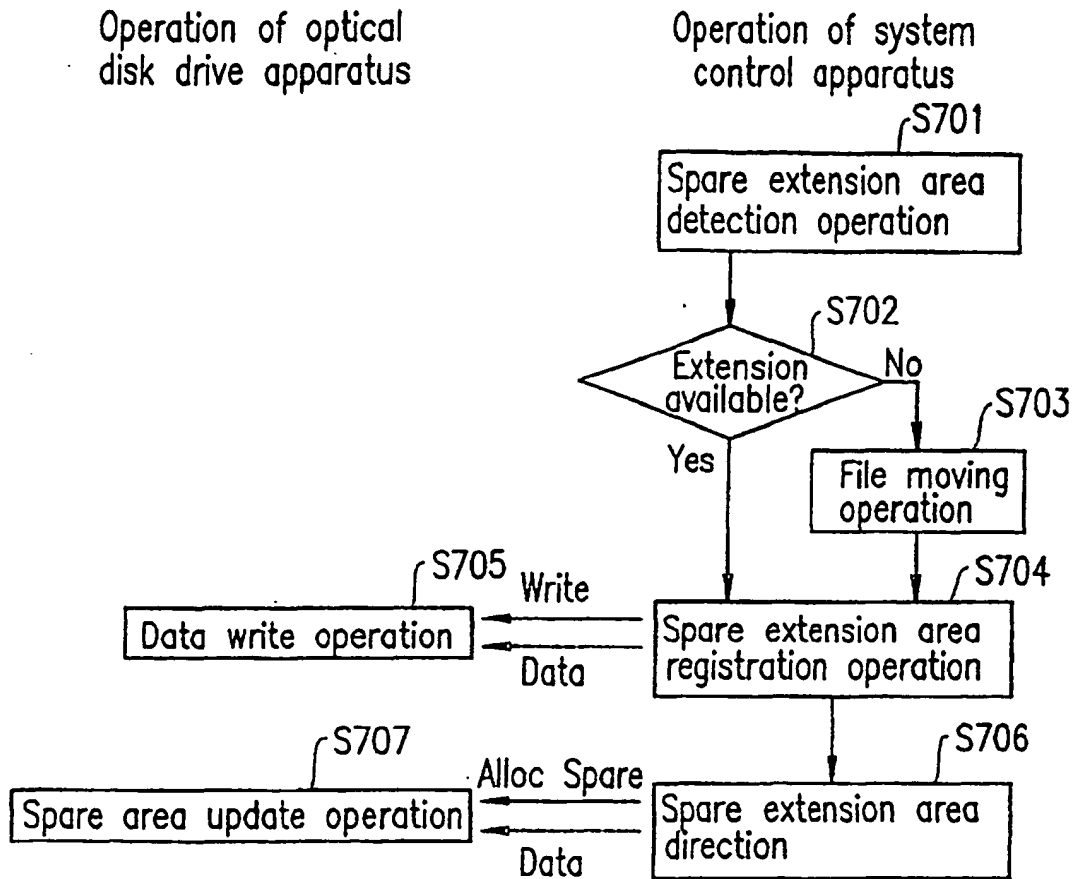 Operation of optical
disk drive apparatus
Operation of system
control apparatus
S701
Spare extension area
detection operation
S702
Extension
available?
No
Yes
S703
File moving
operation
S704
Spare extension area
registration operation
S705
Write
Data write operation
Data
S706
Spare extension area
direction
S707
Alloc Spare
Spare area update operation
Data